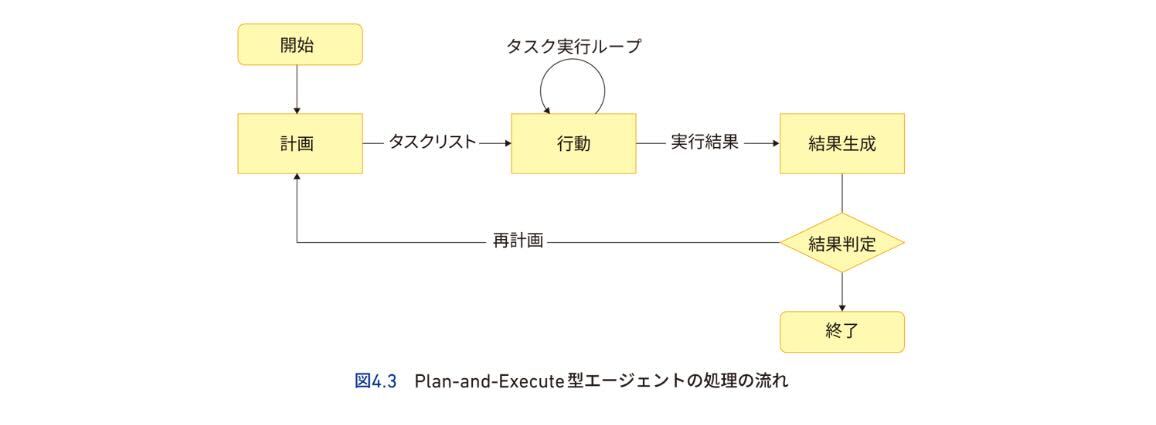 開始
タスク実行ループ
計画
タスクリスト
行動
実行結果
結果生成
再計画
結果判定
終了
図4.3 Plan-and-Execute型エージェントの処理の流れ